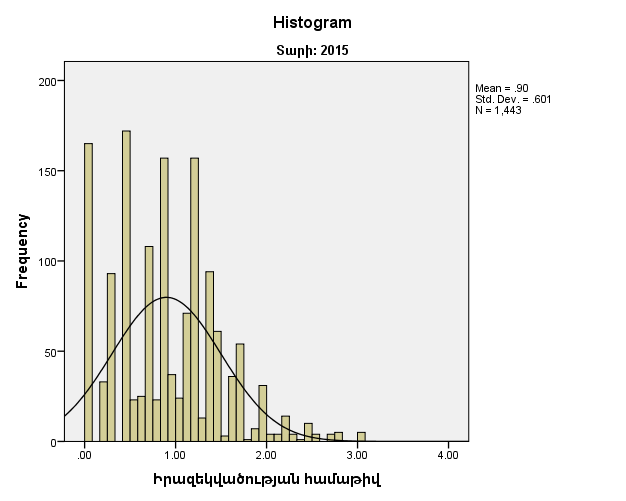 Histogram
Տարի: 2015
Mean = .90
Std. Dev. = .601
N = 1,443
200
150
100
50
0
Frequency
.00 1.00 2.00 3.00 4.00
Իրազեկվածության համաթիվ